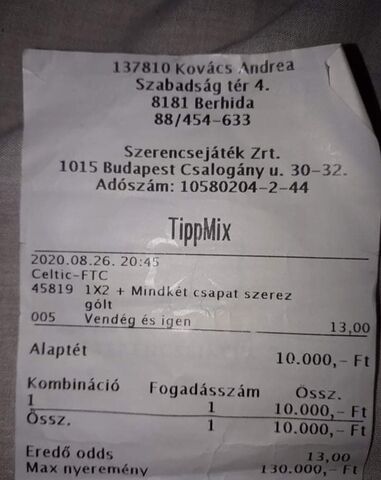 137810 Kovács Andrea
Szabadság tér 4.
8181 Berhida
88/454-633
Szerencsejáték Zrt.
1015 Budapest Csalogány u. 30-32.
Adószám: 10580204-2-44
TippMix
2020.08.26. 20:45
Celtic-FTC
45819 1X2 + Mindkét csapat szerez
gólt
005 Vendég és igen 13,00
Alaptét 10.000,- Ft
Kombináció Fogadásszám Össz.
1 1 10.000,- Ft
Össz. 1 10.000,- Ft
Eredő odds 13,00
Max nyeremény 130.000,- Ft